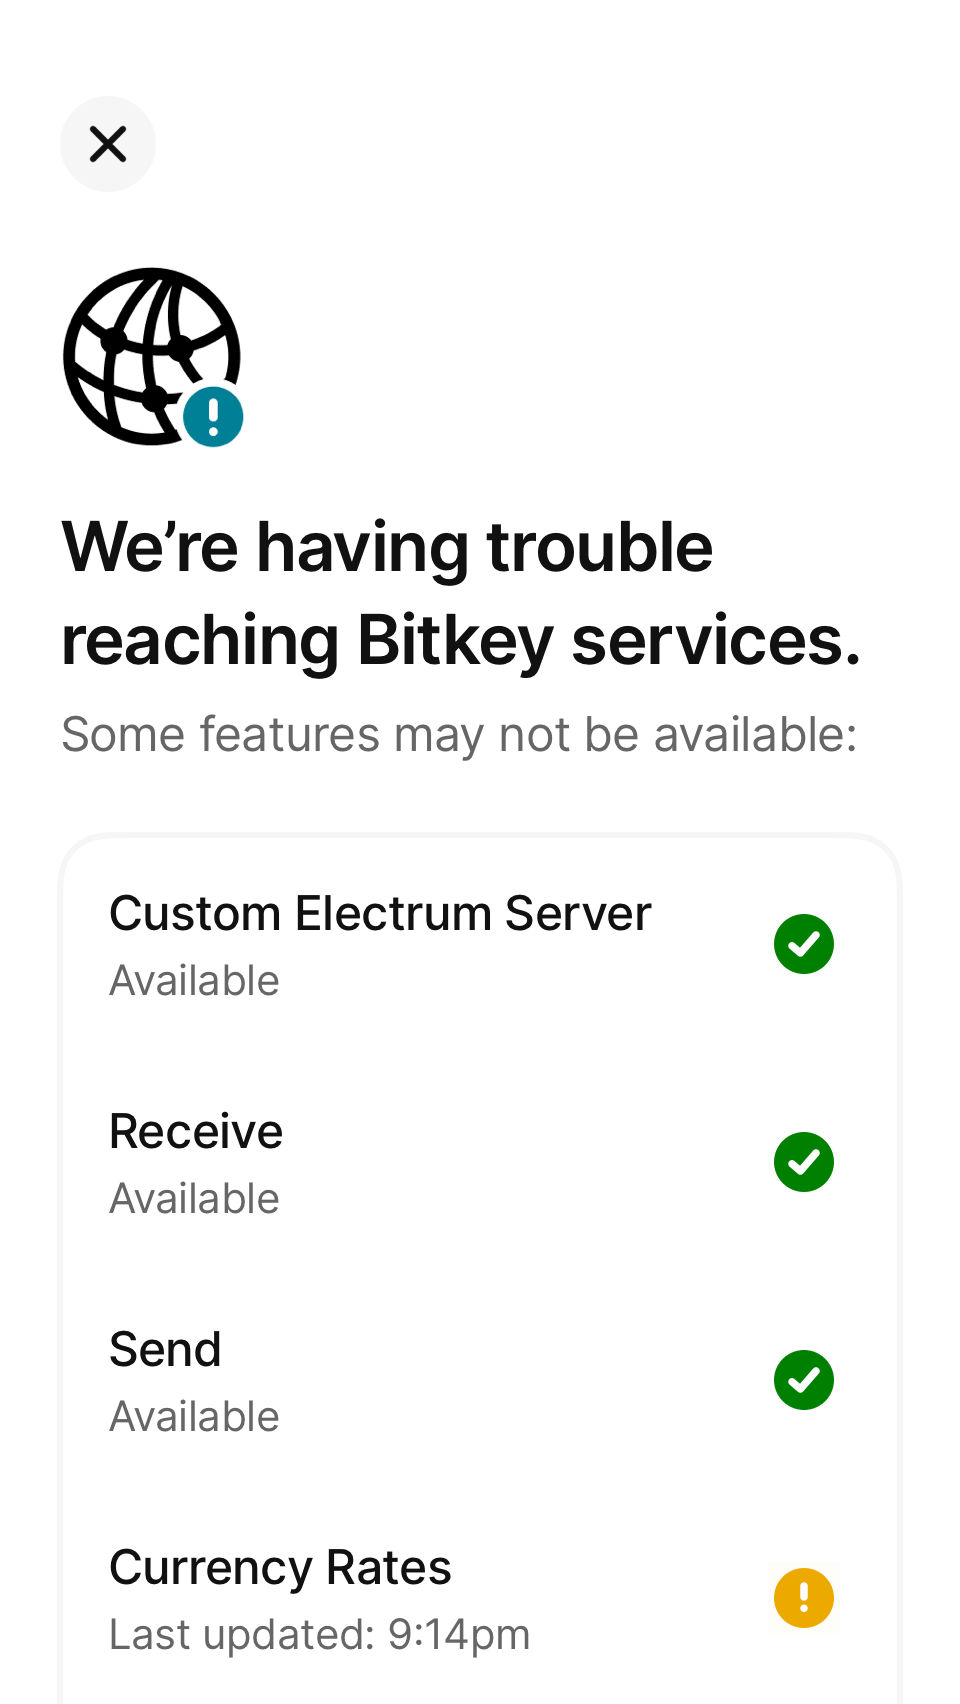 We’re having trouble
reaching Bitkey services.
Some features may not be available:
Custom Electrum Server
Available
Receive
Available
Send
Available
Currency Rates
Last updated: 9:14pm